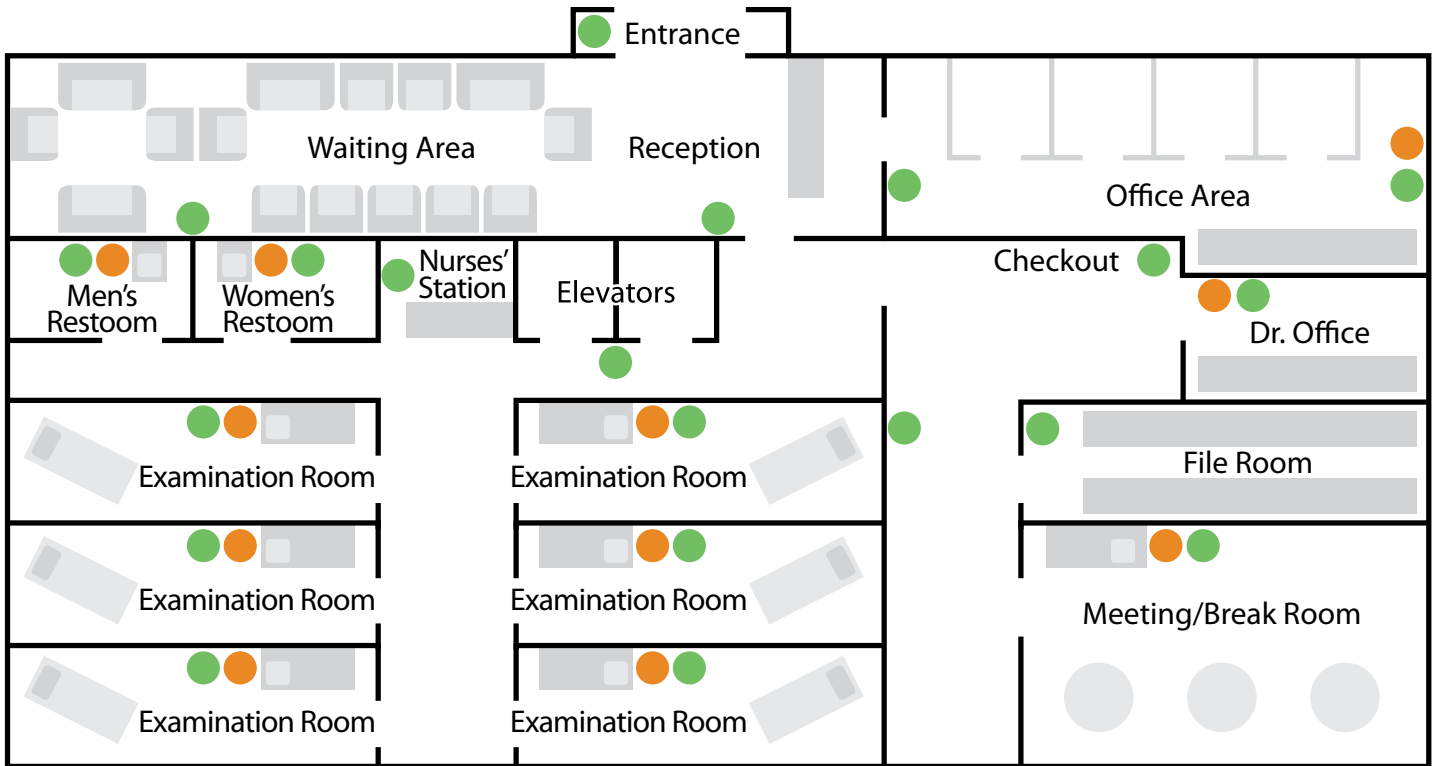 Entrance
Waiting Area
Reception
Office Area
Men's
Restoom
Women's
Restoom
Nurses’
Station
Elevators
Checkout
Dr. Office
Examination Room
Examination Room
File Room
Examination Room
Examination Room
Meeting/Break Room
Examination Room
Examination Room